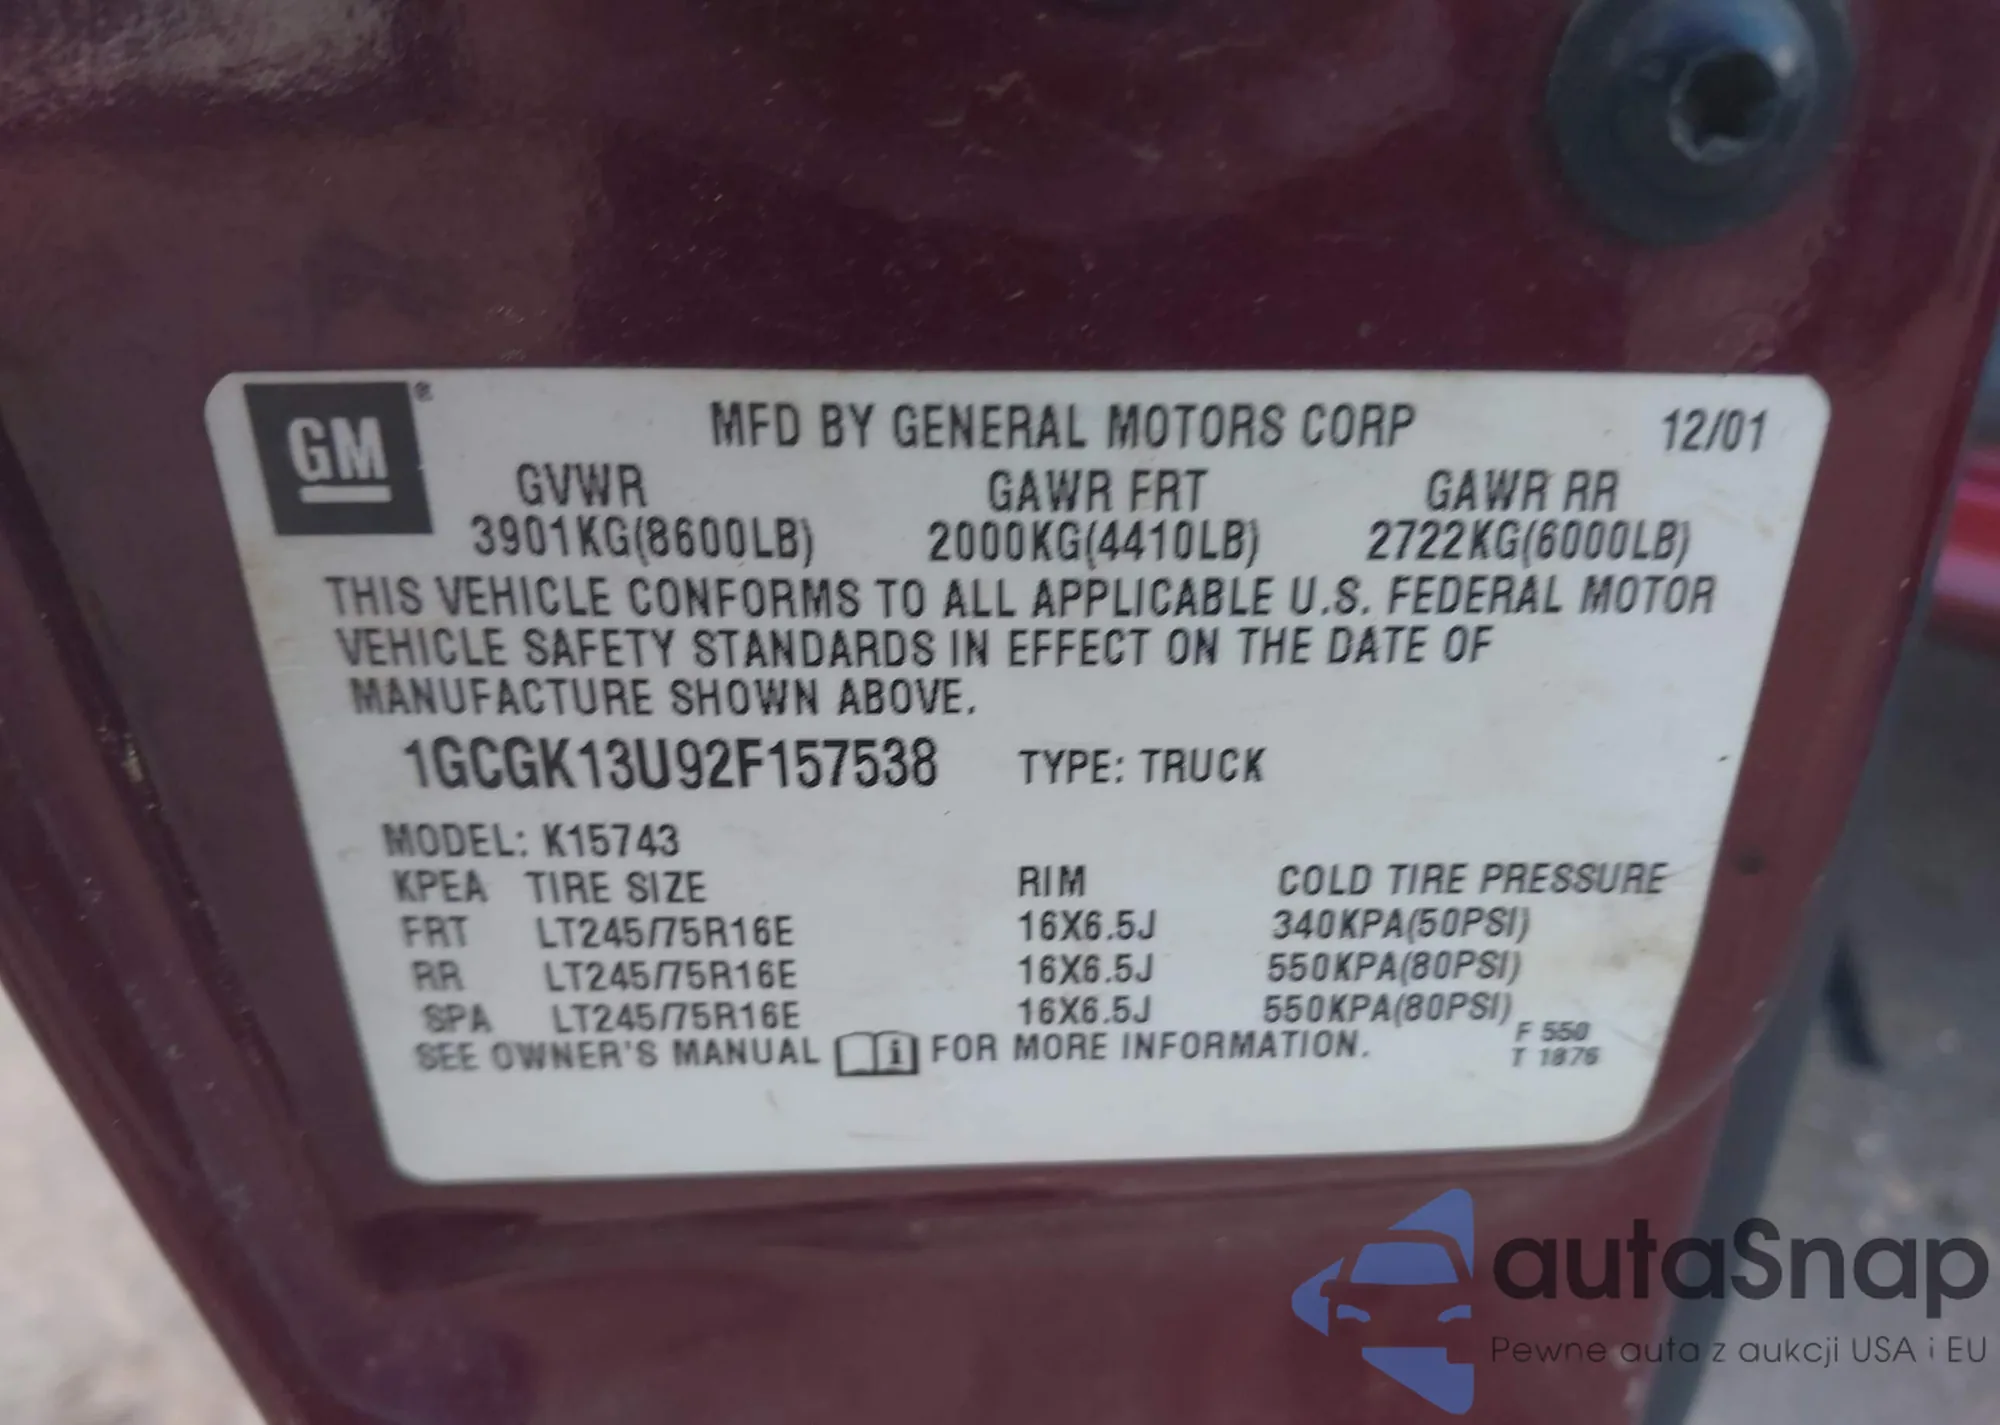 GM®
MFD BY GENERAL MOTORS CORP 12/01
GVWR GAWR FRT GAWR RR
3901KG(8600LB) 2000KG(4410LB) 2722KG(6000LB)
THIS VEHICLE CONFORMS TO ALL APPLICABLE U.S. FEDERAL MOTOR
VEHICLE SAFETY STANDARDS IN EFFECT ON THE DATE OF
MANUFACTURE SHOWN ABOVE.
1GCGK13U92F157538 TYPE: TRUCK
MODEL: K15743
KPEA TIRE SIZE RIM COLD TIRE PRESSURE
FRT LT245/75R16E 16X6.5J 340KPA(50PSI)
RR LT245/75R16E 16X6.5J 550KPA(80PSI)
SPA LT245/75R16E 16X6.5J 550KPA(80PSI)
SEE OWNER'S MANUAL i FOR MORE INFORMATION.
F 550
T 1876
autaSnap
Pewne auta z aukcji USA i EU